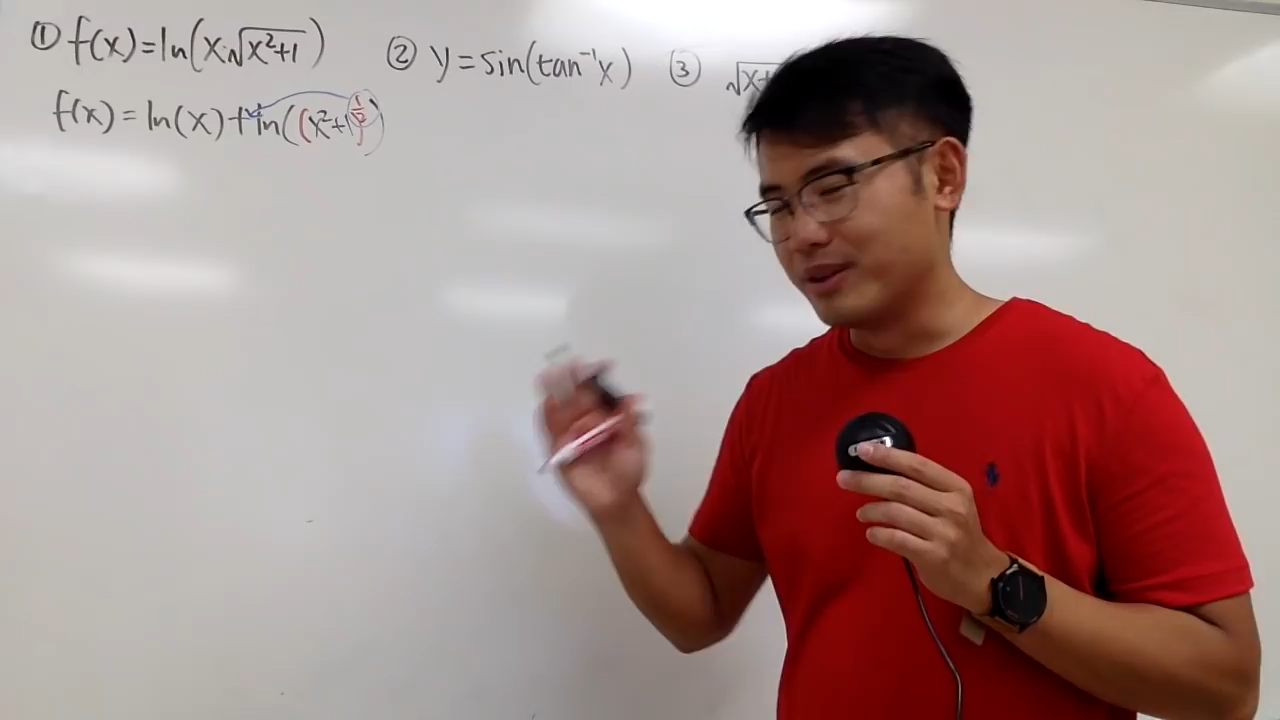 ① f(x)=ln(x√(x²+1)) ② y=sin(tan⁻¹x) ③ √x+
f(x)=ln(x)+ln((x²+1)^½)